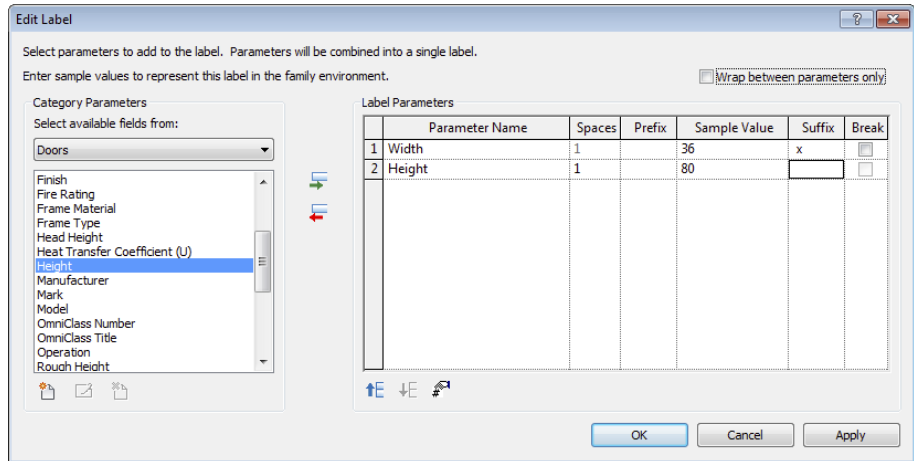 Edit Label
Select parameters to add to the label. Parameters will be combined into a single label.
Enter sample values to represent this label in the family environment.
Wrap between parameters only
Category Parameters
Select available fields from:
Doors
Finish
Fire Rating
Frame Material
Frame Type
Head Height
Heat Transfer Coefficient (U)
Height
Manufacturer
Mark
Model
OmniClass Number
OmniClass Title
Operation
Rough Height
Label Parameters
Parameter Name Spaces Prefix Sample Value Suffix Break
1 Width 1 36 x
2 Height 1 80
OK Cancel Apply